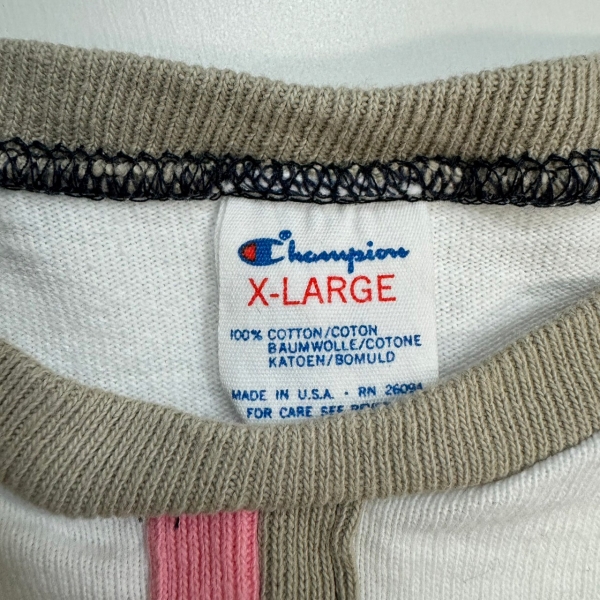 Champion®
X-LARGE
100% COTTON/COTON
BAUMWOLLE/COTONE
KATOEN/BOMULD
MADE IN U.S.A. · RN 26094
FOR CARE SEE